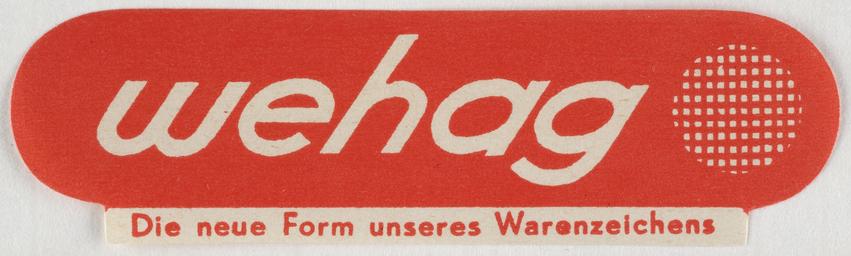 wehag
Die neue Form unseres Warenzeichens